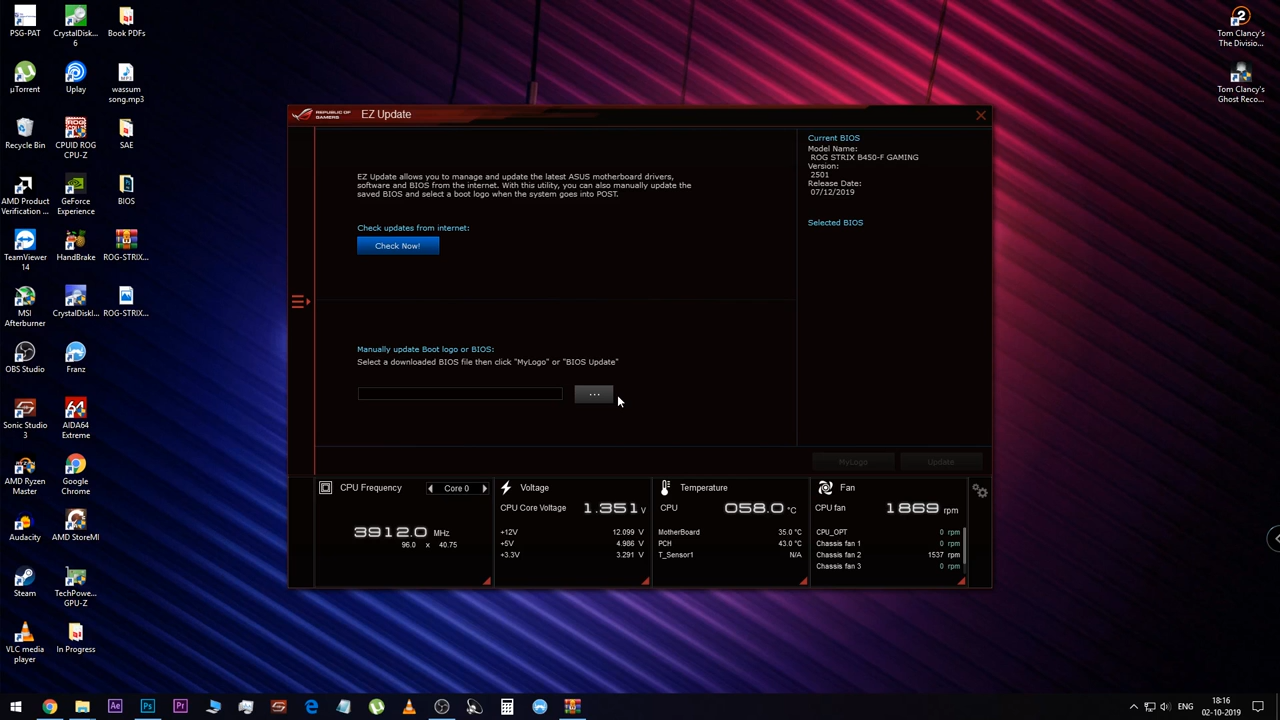 PSG-PAT
CrystalDisk...
6
Book PDFs
µTorrent
Uplay
wassum
song.mp3
Recycle Bin
CPUID ROG
CPU-Z
SAE
AMD Product
Verification ...
GeForce
Experience
BIOS
TeamViewer
14
HandBrake
ROG-STRIX...
MSI
Afterburner
CrystalDiskI...
ROG-STRIX...
OBS Studio
Franz
Sonic Studio
3
AIDA64
Extreme
AMD Ryzen
Master
Google
Chrome
Audacity
AMD StoreMI
Steam
TechPowe...
GPU-Z
VLC media
player
In Progress
Tom Clancy's
The Divisio...
Tom Clancy's
Ghost Reco...
REPUBLIC OF
GAMERS
EZ Update
EZ Update allows you to manage and update the latest ASUS motherboard drivers,
software and BIOS from the internet. With this utility, you can also manually update the
saved BIOS and select a boot logo when the system goes into POST.
Check updates from internet:
Check Now!
Manually update Boot logo or BIOS:
Select a downloaded BIOS file then click "MyLogo" or "BIOS Update"
...
Current BIOS
Model Name:
ROG STRIX B450-F GAMING
Version:
2501
Release Date:
07/12/2019
Selected BIOS
MyLogo
Update
CPU Frequency
Core 0
3912.0 MHz
96.0 x 40.75
Voltage
CPU Core Voltage 1.351 V
+12V 12.099 V
+5V 4.986 V
+3.3V 3.291 V
Temperature
CPU 058.0 °C
MotherBoard 35.0 °C
PCH 43.0 °C
T_Sensor1 N/A
Fan
CPU fan 1869 rpm
CPU_OPT 0 rpm
Chassis fan 1 0 rpm
Chassis fan 2 1537 rpm
Chassis fan 3 0 rpm
ENG
18:16
02-10-2019